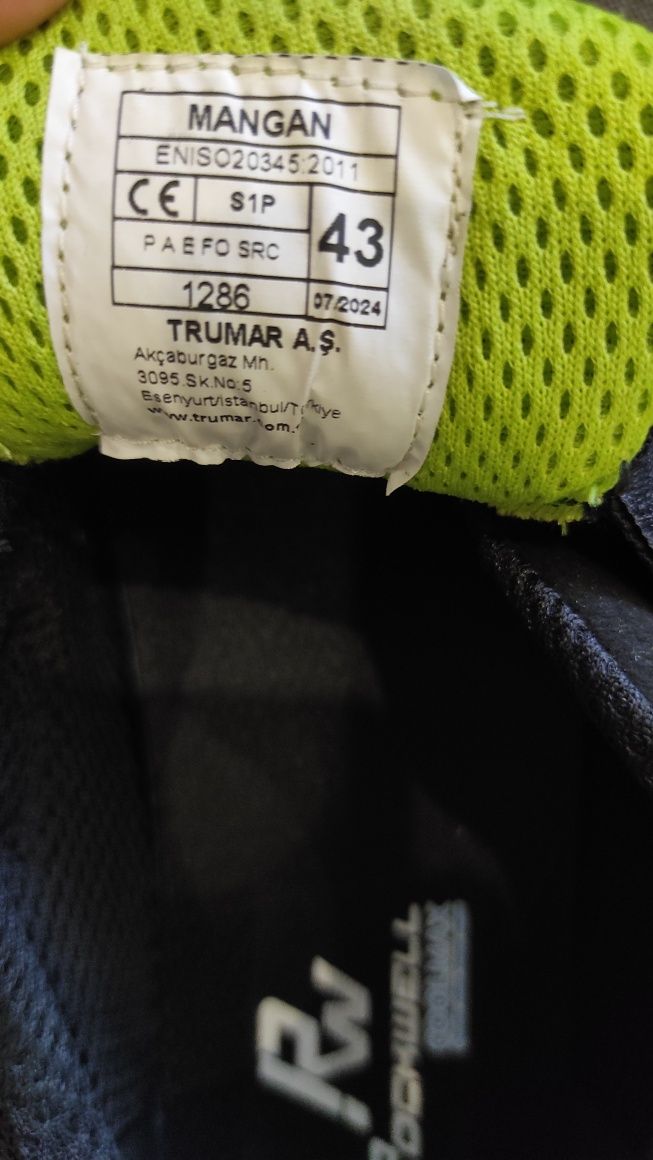 MANGAN
ENISO20345:2011
CE S1P
43
P A E FO SRC
1286 07/2024
TRUMAR A.Ş.
Akçaburgaz Mh.
3095.Sk.No:5
Esenyurt/İstanbul/Türkiye
RW
ROCKWELL